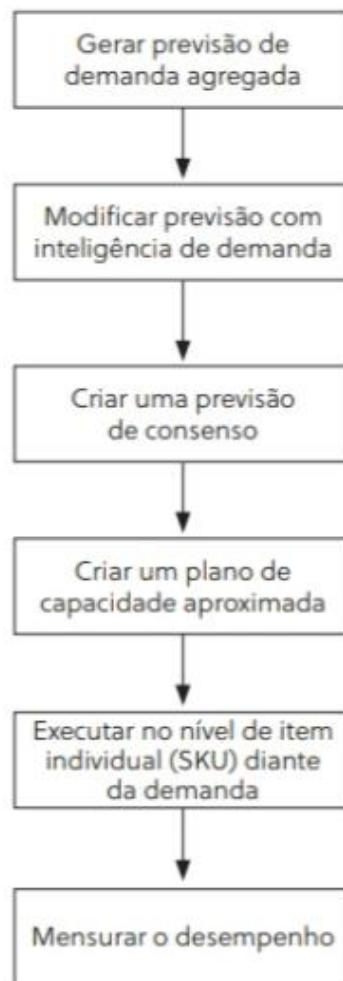 Gerar previsão de
demanda agregada
Modificar previsão com
inteligência de demanda
Criar uma previsão
de consenso
Criar um plano de
capacidade aproximada
Executar no nível de item
individual (SKU) diante
da demanda
Mensurar o desempenho